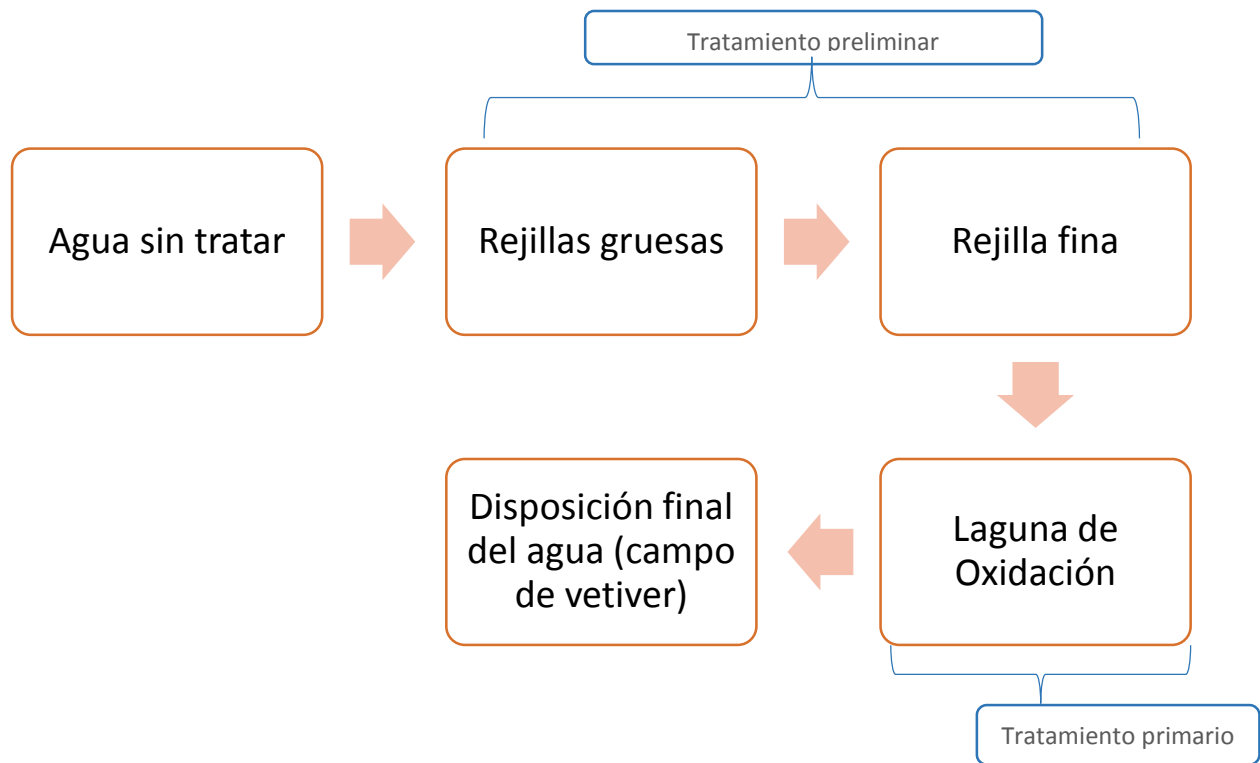 Tratamiento preliminar
Agua sin tratar
Rejillas gruesas
Rejilla fina
Disposición final
del agua (campo
de vetiver)
Laguna de
Oxidación
Tratamiento primario